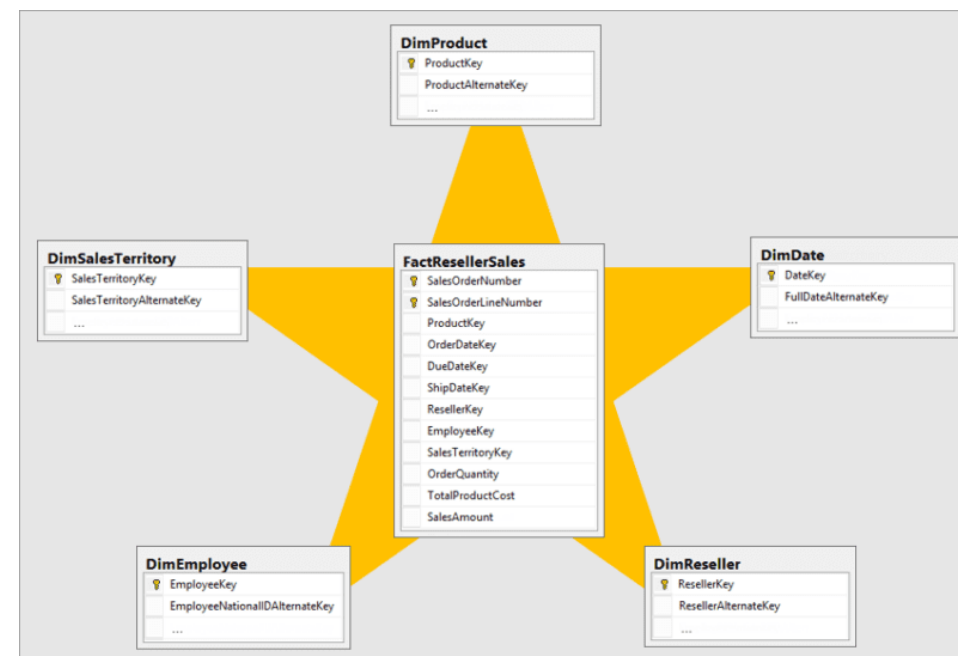 DimProduct
ProductKey
ProductAlternateKey
...
DimSalesTerritory
SalesTerritoryKey
SalesTerritoryAlternateKey
...
FactResellerSales
SalesOrderNumber
SalesOrderLineNumber
ProductKey
OrderDateKey
DueDateKey
ShipDateKey
ResellerKey
EmployeeKey
SalesTerritoryKey
OrderQuantity
TotalProductCost
SalesAmount
DimDate
DateKey
FullDateAlternateKey
...
DimEmployee
EmployeeKey
EmployeeNationalIDAlternateKey
...
DimReseller
ResellerKey
ResellerAlternateKey
...